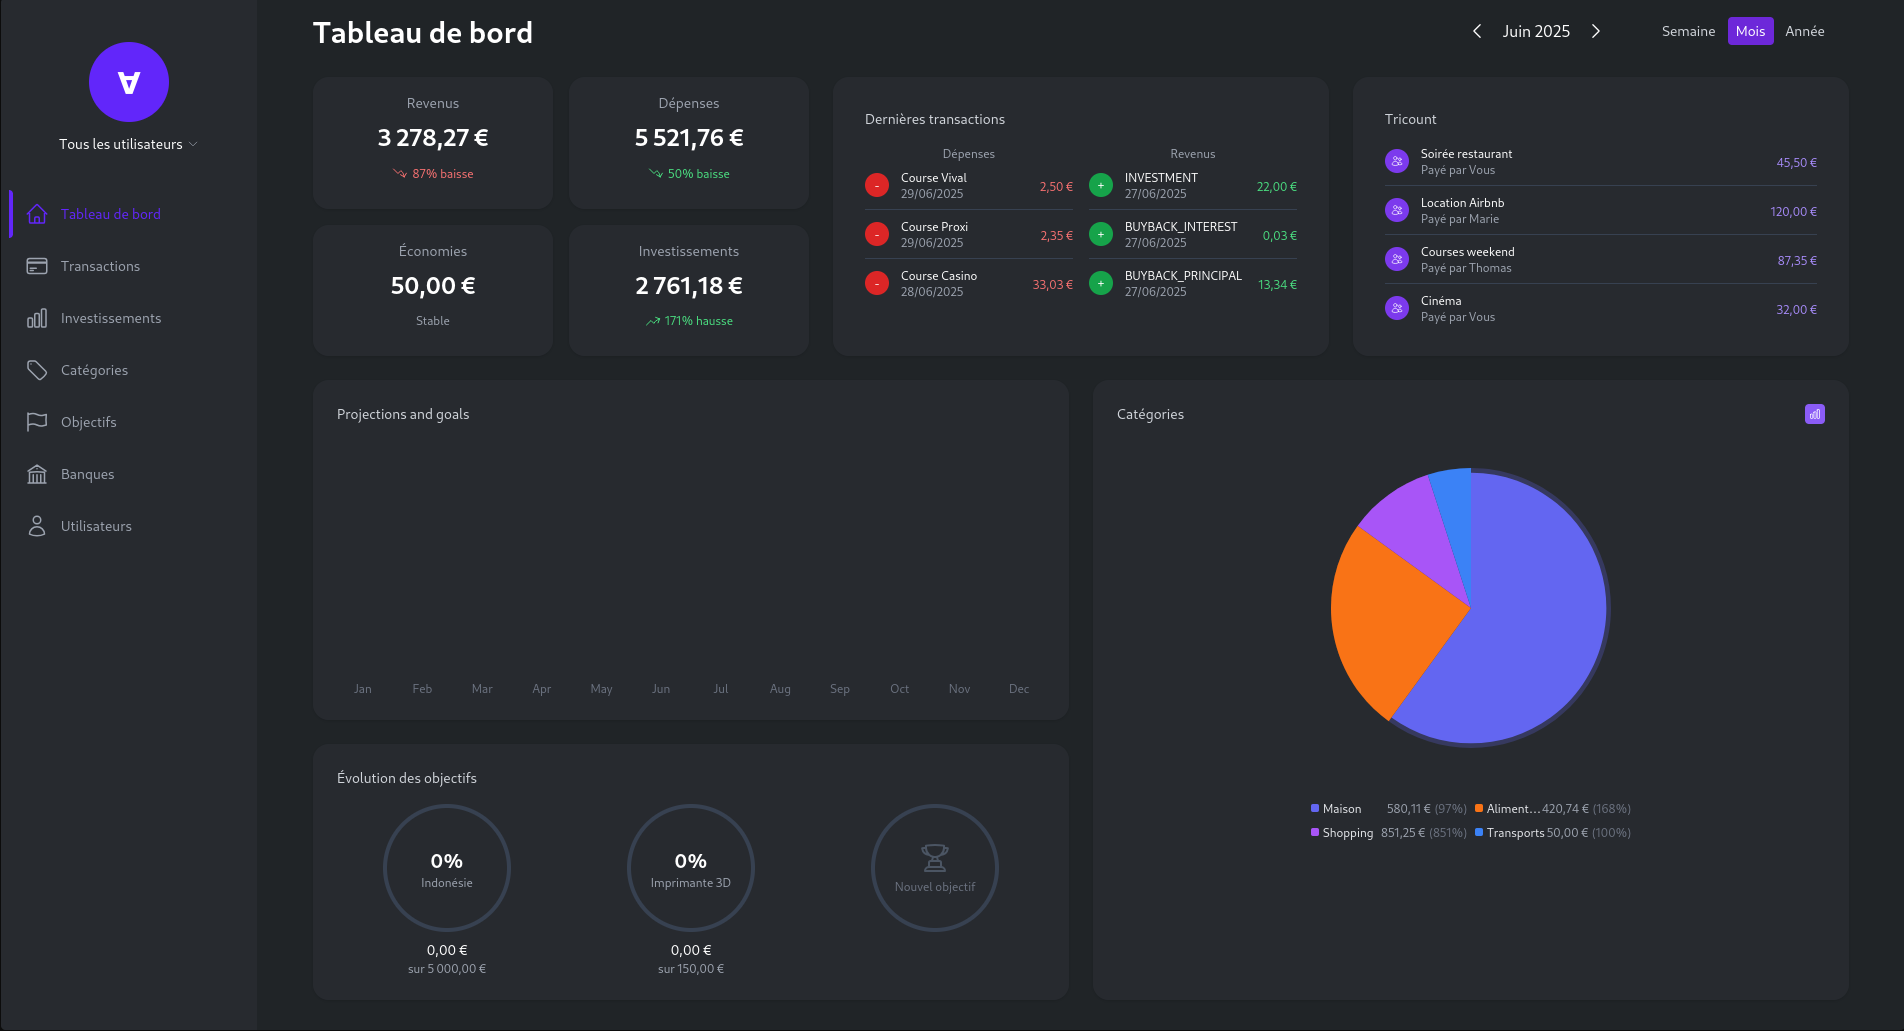 ∀
Tous les utilisateurs
Tableau de bord
Transactions
Investissements
Catégories
Objectifs
Banques
Utilisateurs
Tableau de bord
Juin 2025
Semaine Mois Année
Revenus
3 278,27 €
87% baisse
Dépenses
5 521,76 €
50% baisse
Économies
50,00 €
Stable
Investissements
2 761,18 €
171% hausse
Dernières transactions
Dépenses
- Course Vival 2,50 €
29/06/2025
- Course Proxi 2,35 €
29/06/2025
- Course Casino 33,03 €
28/06/2025
Revenus
+ INVESTMENT 22,00 €
27/06/2025
+ BUYBACK_INTEREST 0,03 €
27/06/2025
+ BUYBACK_PRINCIPAL 13,34 €
27/06/2025
Tricount
Soirée restaurant 45,50 €
Payé par Vous
Location Airbnb 120,00 €
Payé par Marie
Courses weekend 87,35 €
Payé par Thomas
Cinéma 32,00 €
Payé par Vous
Projections and goals
Jan Feb Mar Apr May Jun Jul Aug Sep Oct Nov Dec
Catégories
Maison 580,11 € (97%) Aliment... 420,74 € (168%)
Shopping 851,25 € (851%) Transports 50,00 € (100%)
Évolution des objectifs
0%
Indonésie
0,00 €
sur 5 000,00 €
0%
Imprimante 3D
0,00 €
sur 150,00 €
Nouvel objectif